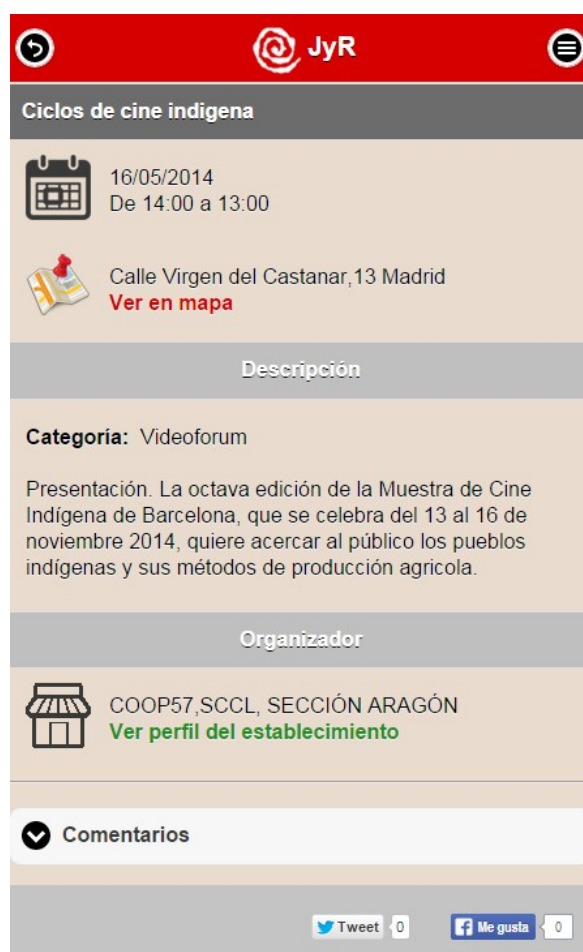 JyR
Ciclos de cine indigena
16/05/2014
De 14:00 a 13:00
Calle Virgen del Castanar,13 Madrid
Ver en mapa
Descripción
Categoría: Videoforum
Presentación. La octava edición de la Muestra de Cine
Indígena de Barcelona, que se celebra del 13 al 16 de
noviembre 2014, quiere acercar al público los pueblos
indígenas y sus métodos de producción agricola.
Organizador
COOP57,SCCL, SECCIÓN ARAGÓN
Ver perfil del establecimiento
Comentarios
Tweet 0 Me gusta 0